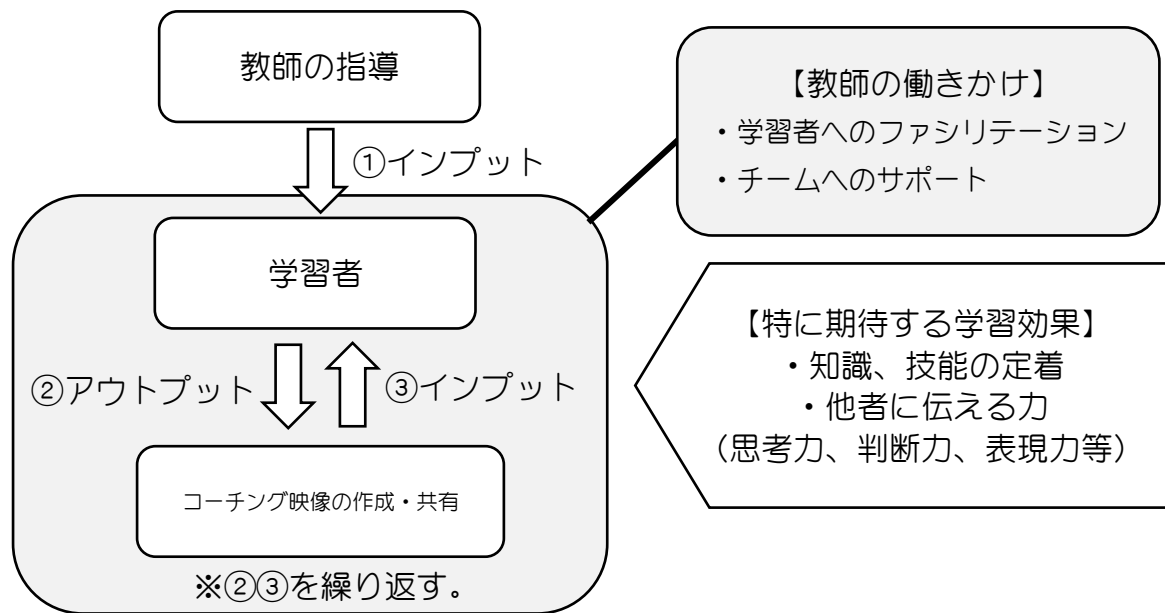 教師の指導
①インプット
学習者
②アウトプット
③インプット
コーチング映像の作成・共有
※②③を繰り返す。
【教師の働きかけ】
・学習者へのファシリテーション
・チームへのサポート
【特に期待する学習効果】
・知識、技能の定着
・他者に伝える力
（思考力、判断力、表現力等）